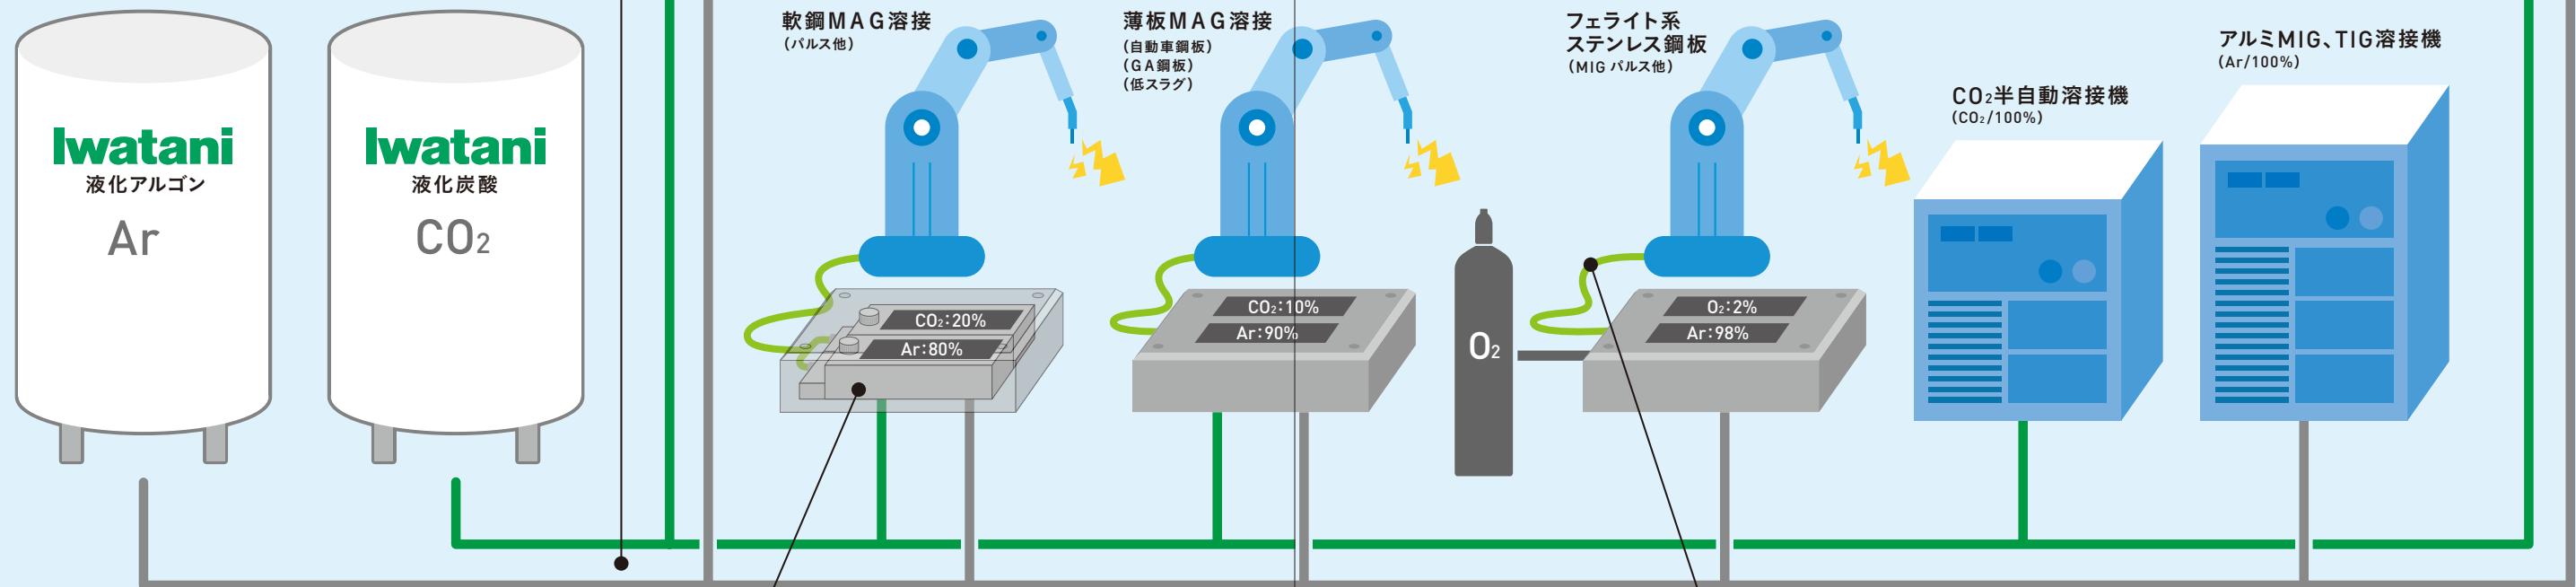 Iwatani
液化アルゴン
Ar
Iwatani
液化炭酸
CO₂
軟鋼MAG溶接
(パルス他)
CO₂:20%
Ar:80%
薄板MAG溶接
(自動車鋼板)
(GA鋼板)
(低スラグ)
CO₂:10%
Ar:90%
O₂
フェライト系
ステンレス鋼板
(MIG パルス他)
O₂:2%
Ar:98%
CO₂半自動溶接機
(CO₂/100%)
アルミMIG、TIG溶接機
(Ar/100%)